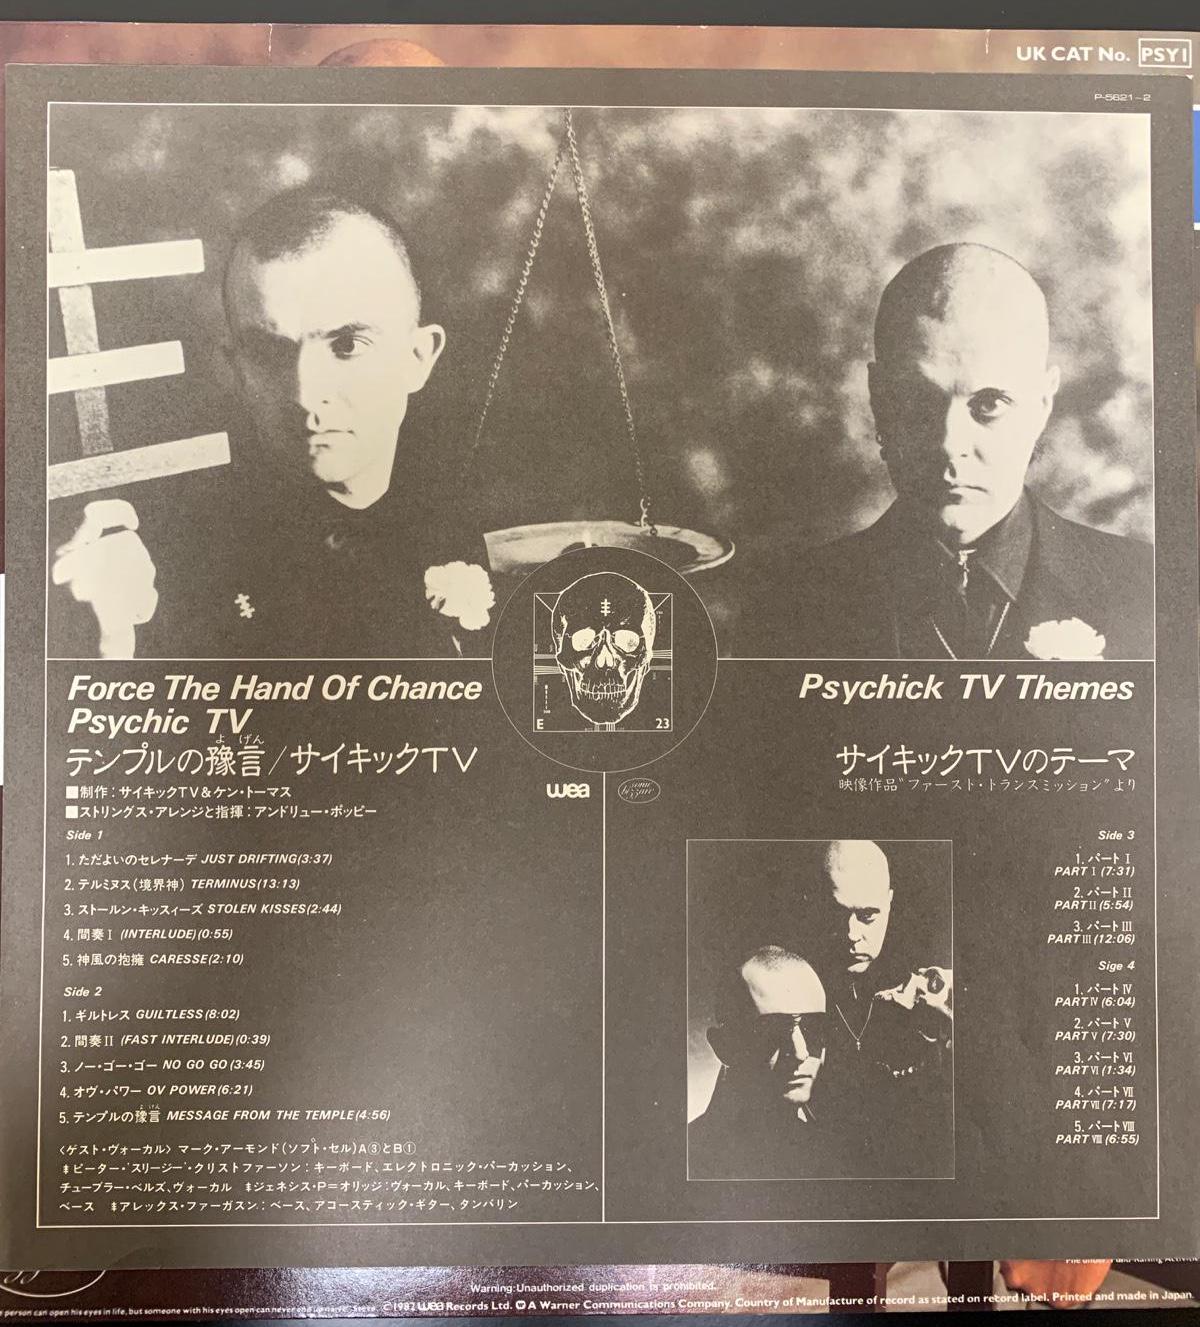 UK CAT No. PSY1
P-5621~2
E 23
Force The Hand Of Chance
Psychic TV
よ げん
テンプルの豫言/サイキックTV
■制作:サイキックTV&ケン・トーマス
■ストリングス・アレンジと指揮:アンドリュー・ポッピー
Side 1
1. ただよいのセレナーデ JUST DRIFTING(3:37)
2. テルミヌス(境界神) TERMINUS(13:13)
3. ストールン・キッスィーズ STOLEN KISSES(2:44)
4. 間奏I (INTERLUDE)(0:55)
5. 神風の抱擁 CARESSE(2:10)
Side 2
1. ギルトレス GUILTLESS(8:02)
2. 間奏II (FAST INTERLUDE)(0:39)
3. ノー・ゴー・ゴー NO GO GO(3:45)
4. オヴ・パワー OV POWER(6:21)
よ げん
5. テンプルの豫言 MESSAGE FROM THE TEMPLE(4:56)
〈ゲスト・ヴォーカル〉マーク・アーモンド(ソフト・セル)A③とB①
ピーター・'スリージー'・クリストファーソン:キーボード、エレクトロニック・パーカッション、
チューブラー・ベルズ、ヴォーカル ジェネシス・P=オリッジ:ヴォーカル、キーボード、パーカッション、
ベース アレックス・ファーガスン:ベース、アコースティック・ギター、タンバリン
wea
Psychick TV Themes
サイキックTVのテーマ
映像作品"ファースト・トランスミッション"より
Side 3
1. パートI
PART I (7:31)
2. パートII
PART II (5:54)
3. パートIII
PART III (12:06)
Sige 4
1. パートIV
PART IV (6:04)
2. パートV
PART V (7:30)
3. パートVI
PART VI (1:34)
4. パートVII
PART VII (7:17)
5. パートVIII
PART VIII (6:55)
Warning:Unauthorized duplication is prohibited.
person can open his eyes in life, but someone with his eyes open can never ©1982 wea Records Ltd. A Warner Communications Company. Country of Manufacture of record as stated on record label. Printed and made in Japan.